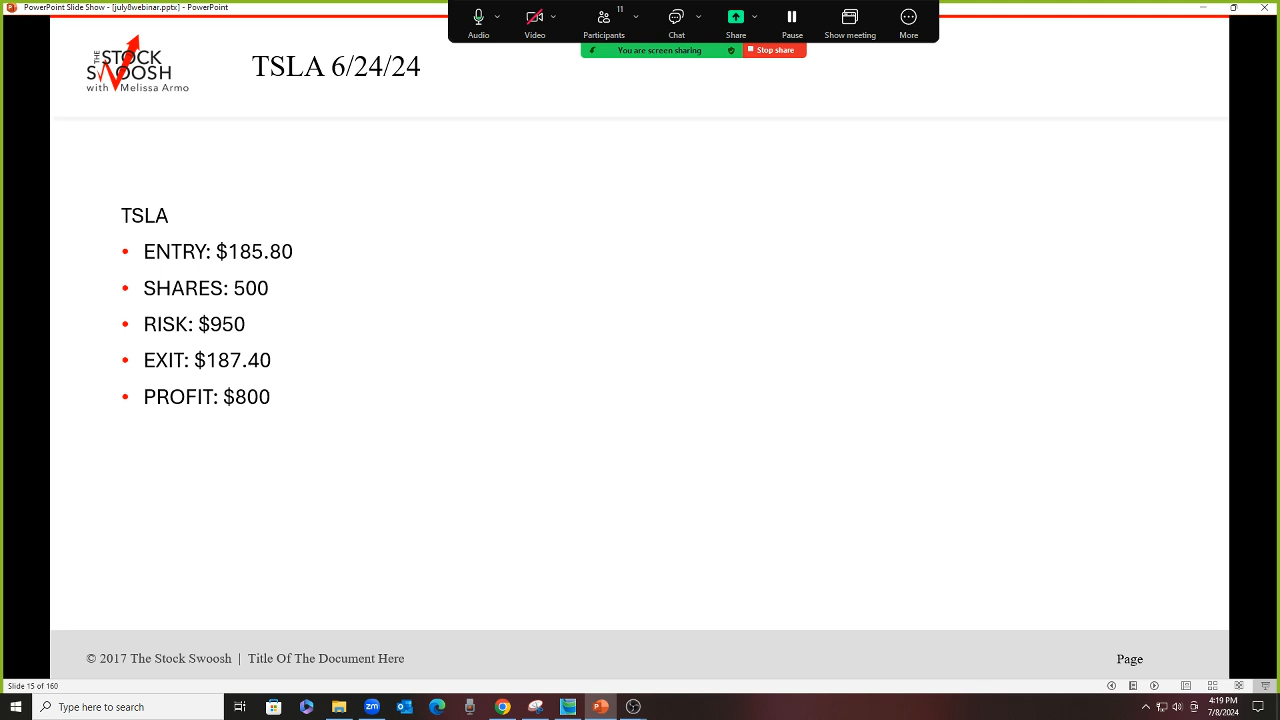 PowerPoint Slide Show - [july8webinar.pptx] - PowerPoint
11
Audio Video Participants Chat Share Pause Show meeting More
You are screen sharing Stop share
THE STOCK
SWOOSH
with Melissa Armo
TSLA 6/24/24
TSLA
• ENTRY: $185.80
• SHARES: 500
• RISK: $950
• EXIT: $187.40
• PROFIT: $800
© 2017 The Stock Swoosh | Title Of The Document Here
Page
Slide 15 of 160
Type here to search
4:19 PM
7/8/2024